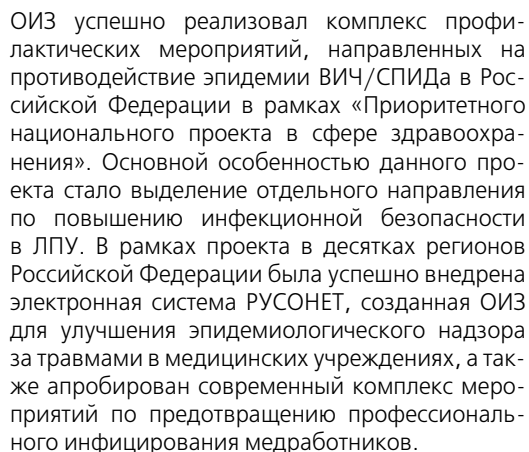 ОИЗ успешно реализовал комплекс профи-
лактических мероприятий, направленных на
противодействие эпидемии ВИЧ/СПИДа в Рос-
сийской Федерации в рамках «Приоритетного
национального проекта в сфере здравоохра-
нения». Основной особенностью данного про-
екта стало выделение отдельного направления
по повышению инфекционной безопасности
в ЛПУ. В рамках проекта в десятках регионов
Российской Федерации была успешно внедрена
электронная система РУСОНЕТ, созданная ОИЗ
для улучшения эпидемиологического надзора
за травмами в медицинских учреждениях, а так-
же апробирован современный комплекс меро-
приятий по предотвращению профессиональ-
ного инфицирования медработников.